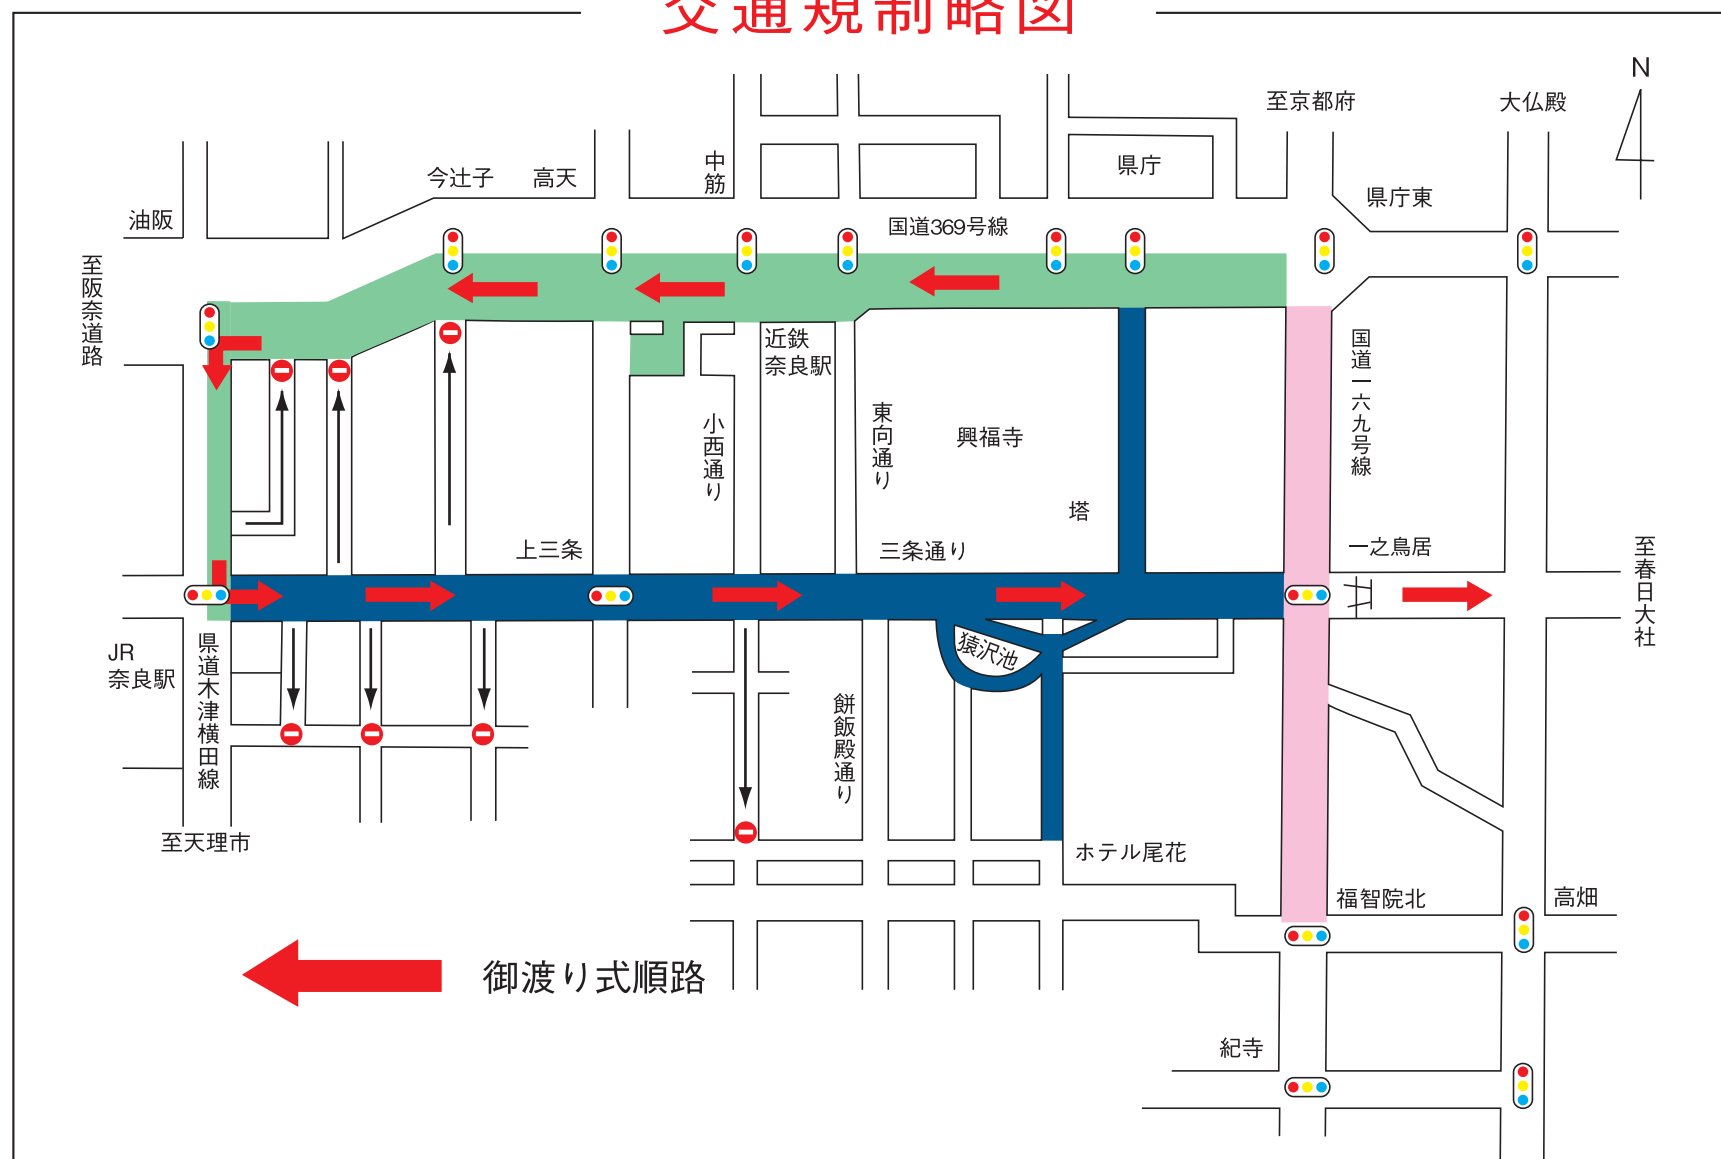 交通規制略図
N
至京都府
大仏殿
中筋
県庁
今辻子
高天
県庁東
油阪
国道369号線
至阪奈道路
近鉄
奈良駅
国道一六九号線
小西通り
東向通り
興福寺
塔
上三条
三条通り
一之鳥居
至春日大社
JR
奈良駅
県道木津横田線
猿沢池
餅飯殿通り
至天理市
ホテル尾花
福智院北
高畑
御渡り式順路
紀寺